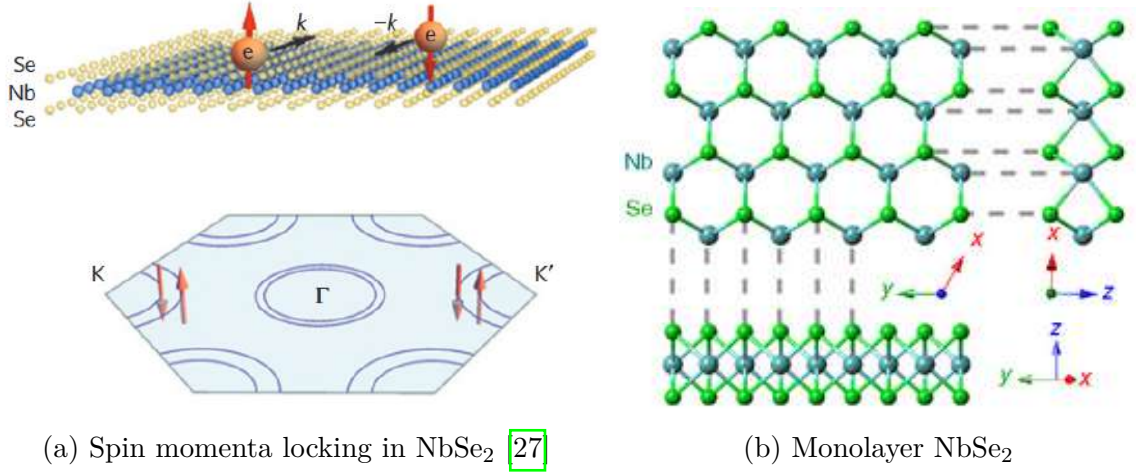 k
−k
e
e
Se
Nb
Se
K
Γ
K′
Nb
Se
x
y
x
z
z
y
x
(a) Spin momenta locking in NbSe₂ [27]
(b) Monolayer NbSe₂